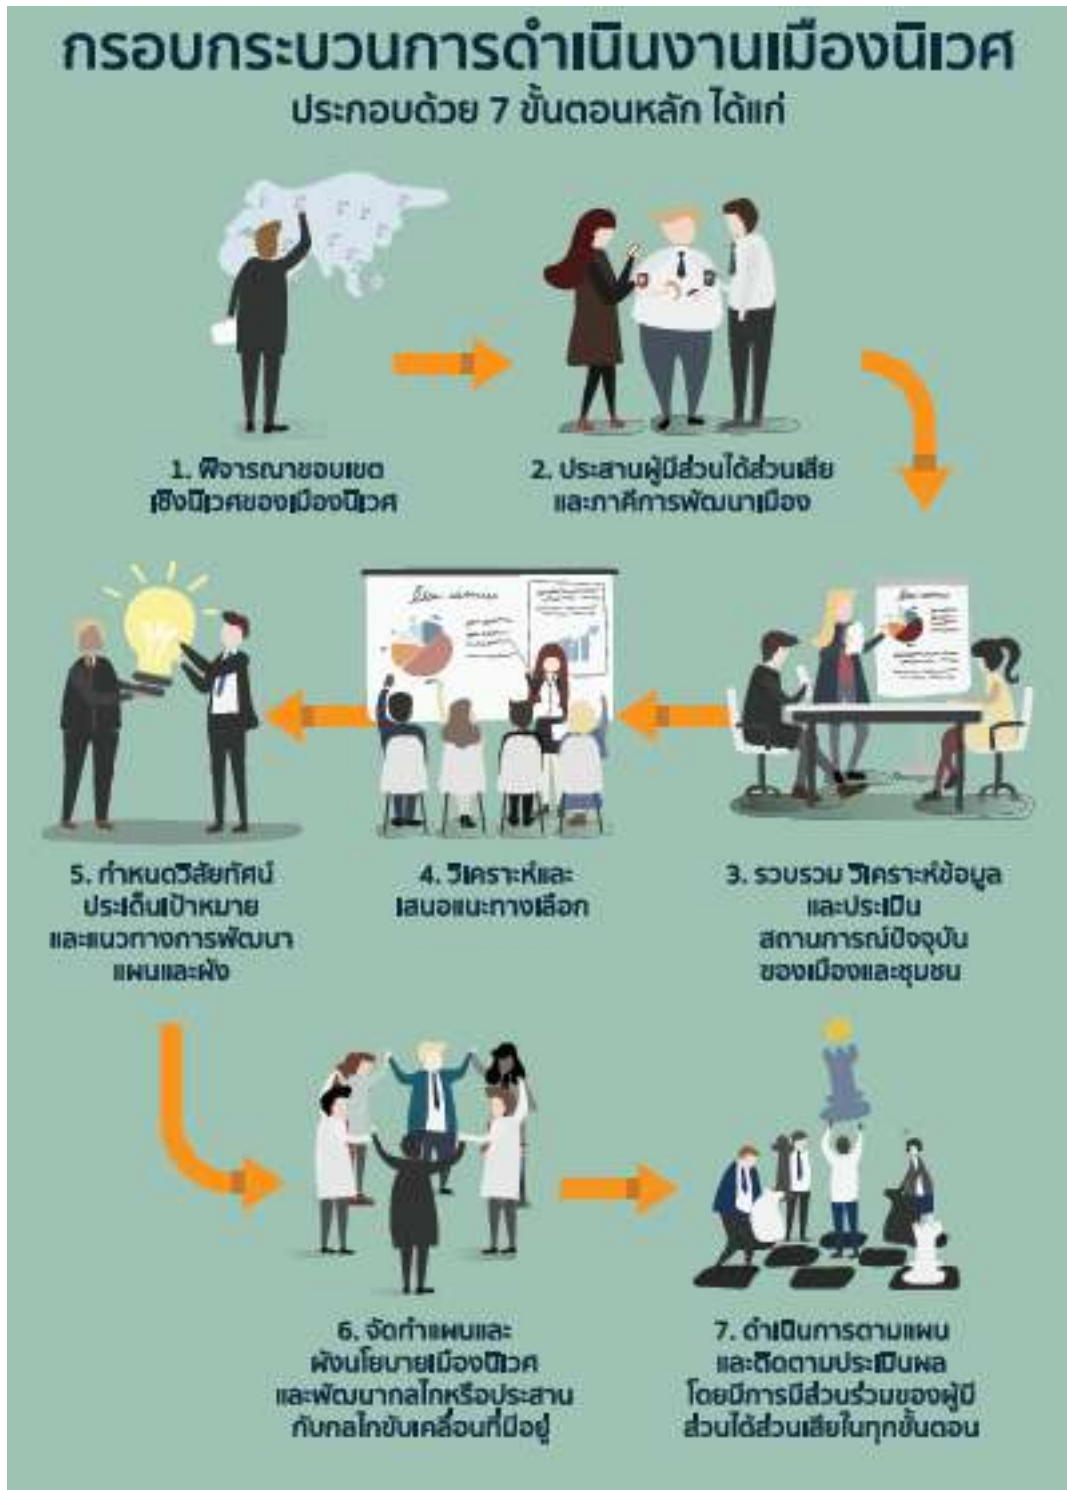 กรอบกระบวนการดำเนินงานเมืองนิเวศ
ประกอบด้วย 7 ขั้นตอนหลัก ได้แก่
1. พิจารณาขอบเขต
เชิงนิเวศของเมืองนิเวศ
2. ประสานผู้มีส่วนได้ส่วนเสีย
และภาคีการพัฒนาเมือง
3. รวบรวม วิเคราะห์ข้อมูล
และประเมิน
สถานการณ์ปัจจุบัน
ของเมืองและชุมชน
4. วิเคราะห์และ
เสนอแนะทางเลือก
5. กำหนดวิสัยทัศน์
ประเด็นเป้าหมาย
และแนวทางการพัฒนา
แผนและผัง
6. จัดทำแผนและ
ผังนโยบายเมืองนิเวศ
และพัฒนากลไกหรือประสาน
กับกลไกขับเคลื่อนที่มีอยู่
7. ดำเนินการตามแผน
และติดตามประเมินผล
โดยมีการมีส่วนร่วมของผู้มี
ส่วนได้ส่วนเสียในทุกขั้นตอน